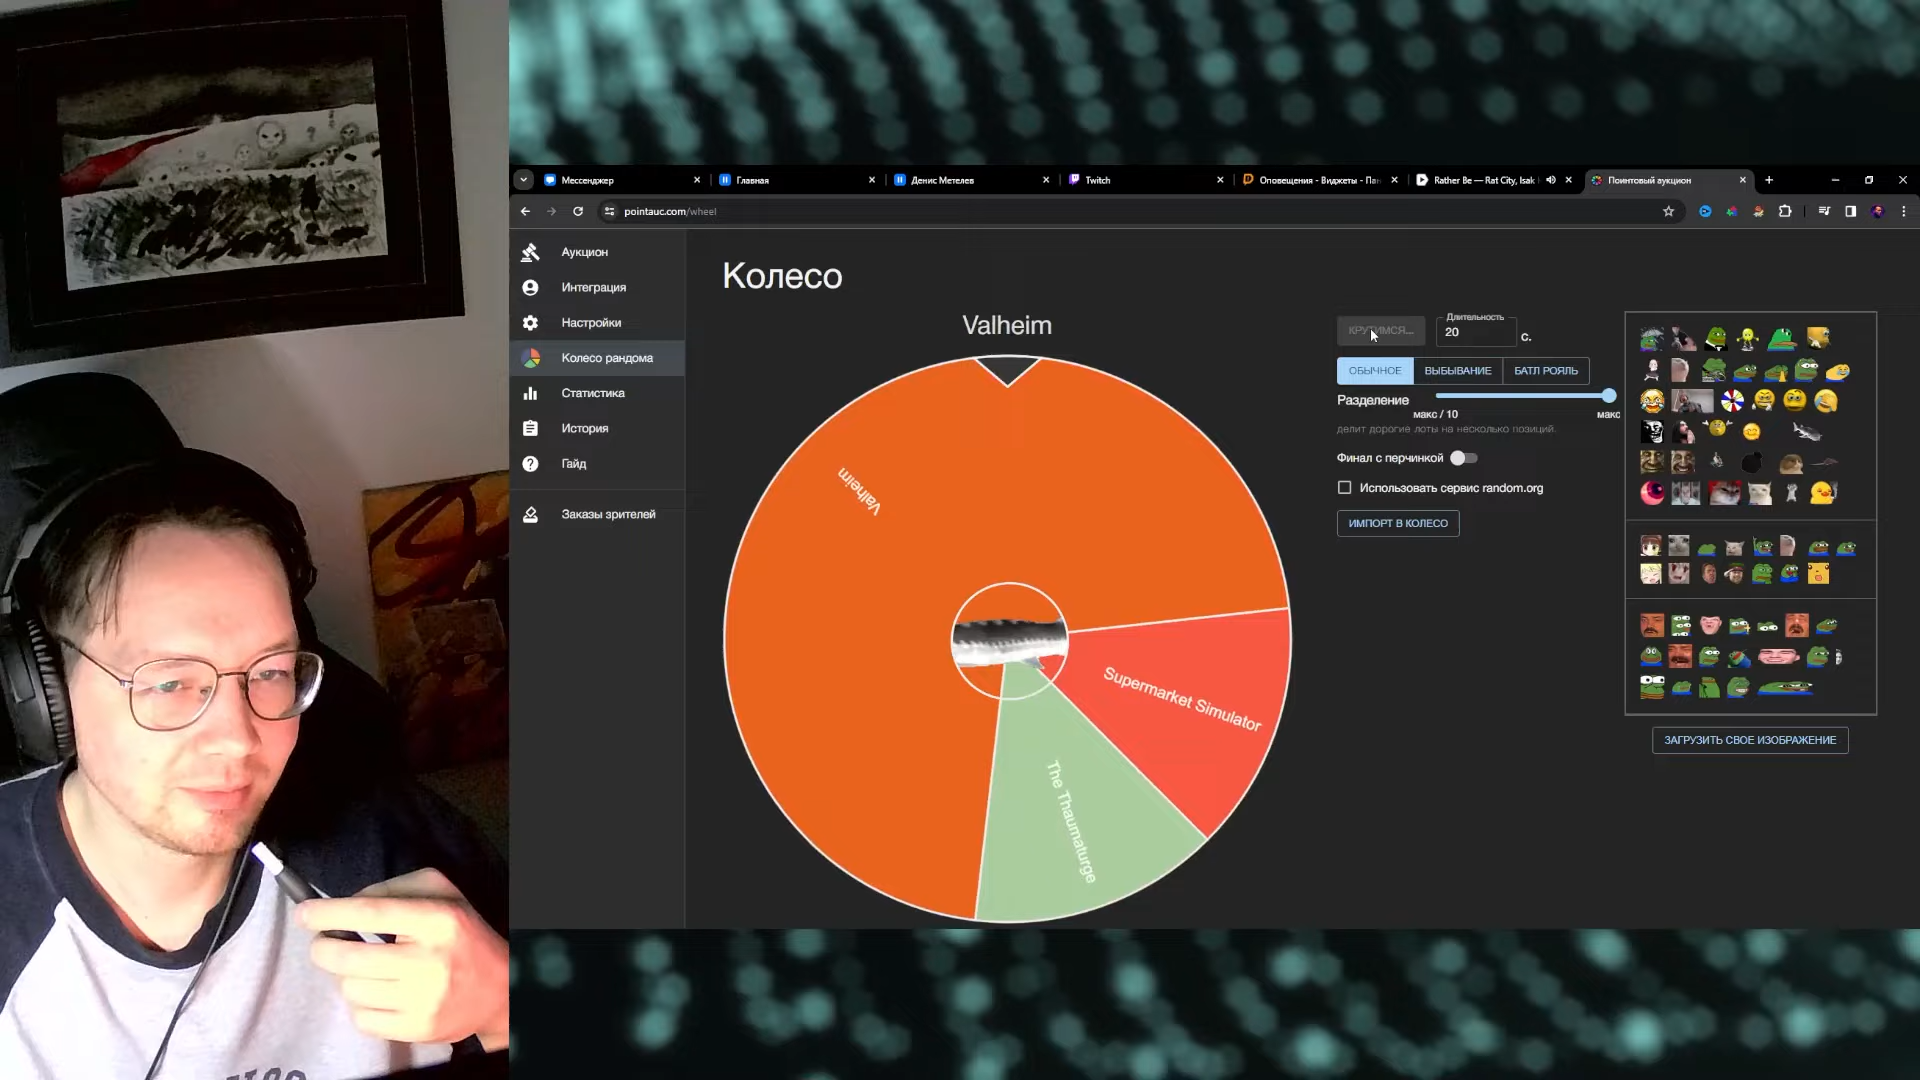 Мессенджер
Главная
Денис Метелев
Twitch
Оповещения - Виджеты - Пан
Rather Be — Rat City, Isak
Поинтовый аукцион
pointauc.com/wheel
Аукцион
Интеграция
Настройки
Колесо рандома
Статистика
История
Гайд
Заказы зрителей
Колесо
Valheim
Valheim
Supermarket Simulator
The Thaumaturge
КРУТИМСЯ...
Длительность
20
с.
ОБЫЧНОЕ
ВЫБЫВАНИЕ
БАТЛ РОЯЛЬ
Разделение
макс / 10
макс
делит дорогие лоты на несколько позиций.
Финал с перчинкой
Использовать сервис random.org
ИМПОРТ В КОЛЕСО
ЗАГРУЗИТЬ СВОЕ ИЗОБРАЖЕНИЕ